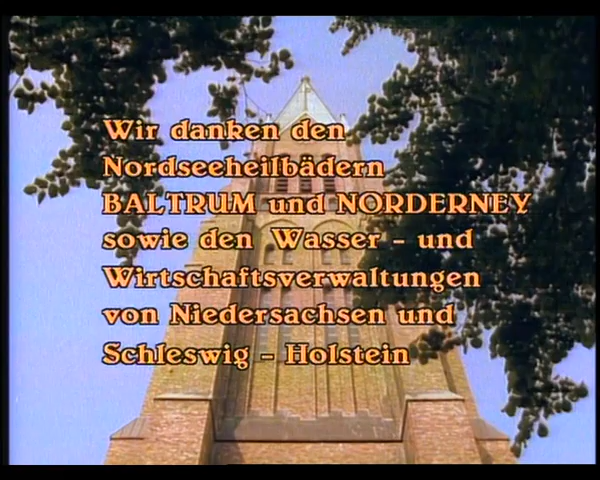 Wir danken den
Nordseeheilbädern
BALTRUM und NORDERNEY
sowie den Wasser - und
Wirtschaftsverwaltungen
von Niedersachsen und
Schleswig - Holstein